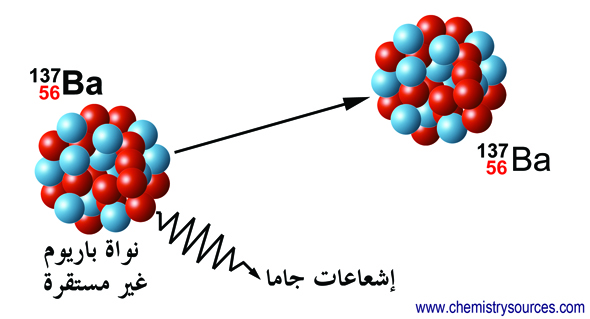 137
56Ba
137
56Ba
نواة باريوم
غير مستقرة
إشعاعات جاما
www.chemistrysources.com